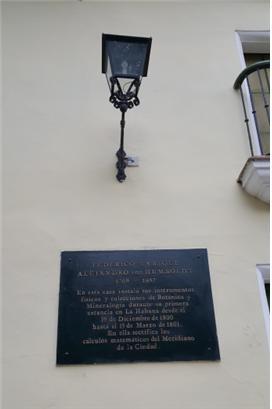 FEDERICO ENRIQUE
ALEJANDRO von HUMBOLDT
1769 - 1857
En esta casa instaló sus instrumentos
físicos y colecciones de Botánica y
Mineralogía durante su primera
estancia en La Habana desde el
19 de Diciembre de 1800
hasta el 15 de Marzo de 1801.
En ella rectificó los
cálculos matemáticos del Meridiano
de la Ciudad.